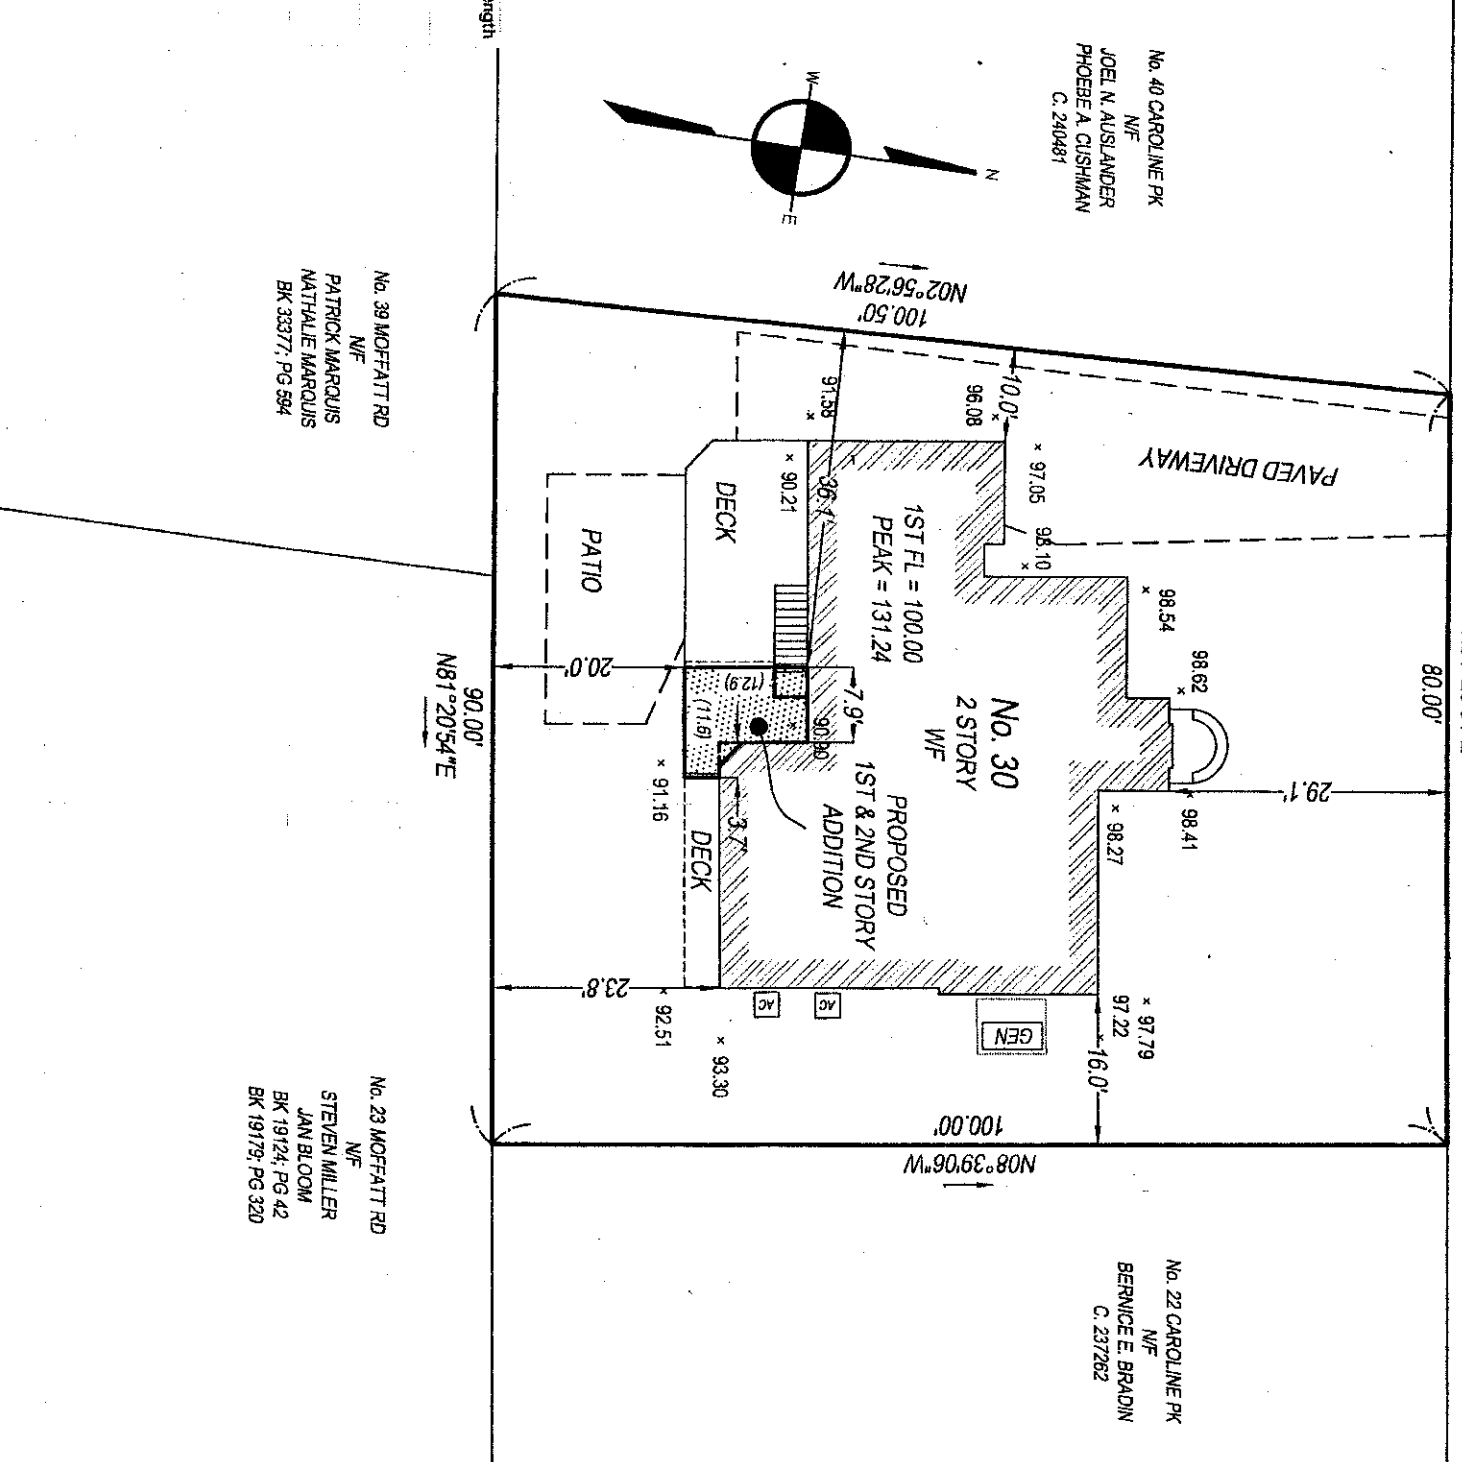 No. 40 CAROLINE PK
N/F
JOEL N. AUSLANDER
PHOEBE A. CUSHMAN
C. 240481
W
N
E
ength
No. 39 MOFFATT RD
N/F
PATRICK MARQUIS
NATHALIE MARQUIS
BK 33377; PG 594
N02°56'28"W
100.50'
PAVED DRIVEWAY
10.0'
96.08
91.58
97.05
98.10
98.54
98.62
80.00'
90.21
36.1'
DECK
PATIO
1ST FL = 100.00
PEAK = 131.24
No. 30
2 STORY
WF
20.0'
(12.9)
(11.6)
7.9'
90.90
90.00'
N81°20'54"E
PROPOSED
1ST & 2ND STORY
ADDITION
3.7'
DECK
91.16
29.1'
98.41
98.27
23.8'
92.51
93.30
AC
AC
GEN
97.79
97.22
16.0'
100.00'
N08°39'06"W
No. 23 MOFFATT RD
N/F
STEVEN MILLER
JAN BLOOM
BK 19124; PG 42
BK 19179; PG 320
No. 22 CAROLINE PK
N/F
BERNICE E. BRADIN
C. 237262